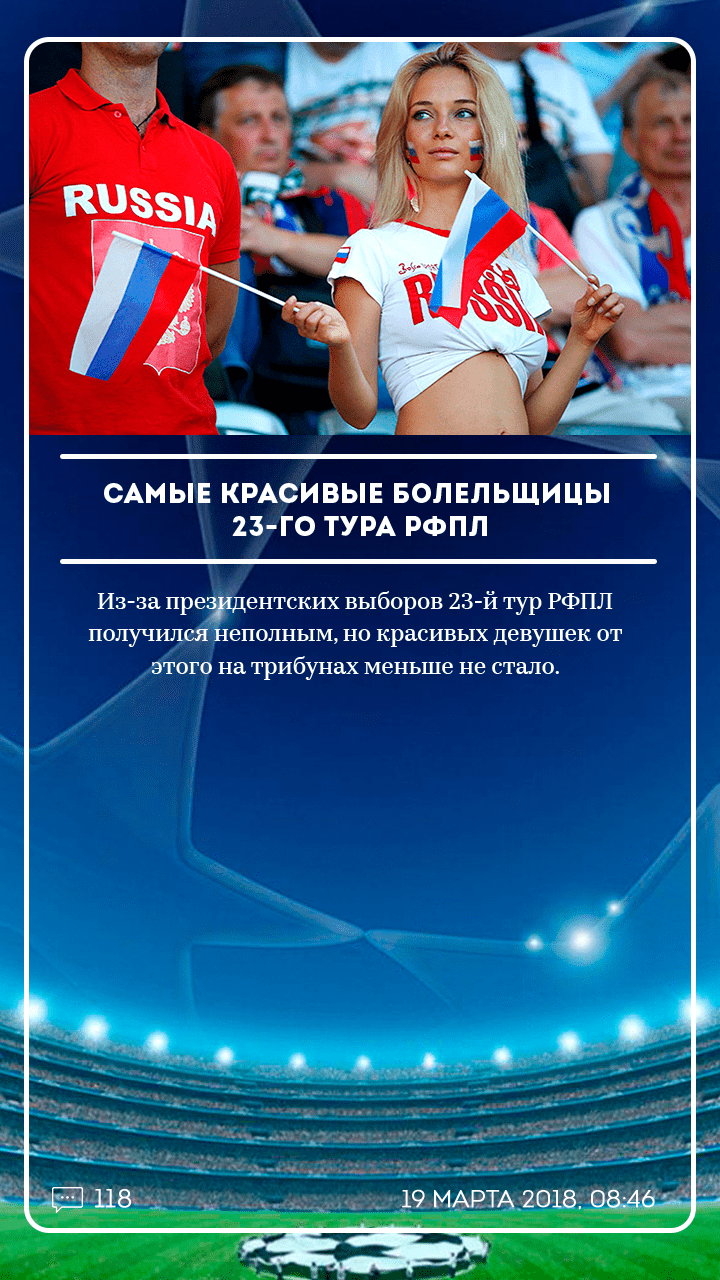 RUSSIA
САМЫЕ КРАСИВЫЕ БОЛЕЛЬЩИЦЫ
23-ГО ТУРА РФПЛ
Из-за президентских выборов 23-й тур РФПЛ
получился неполным, но красивых девушек от
этого на трибунах меньше не стало.
118
19 МАРТА 2018, 08:46